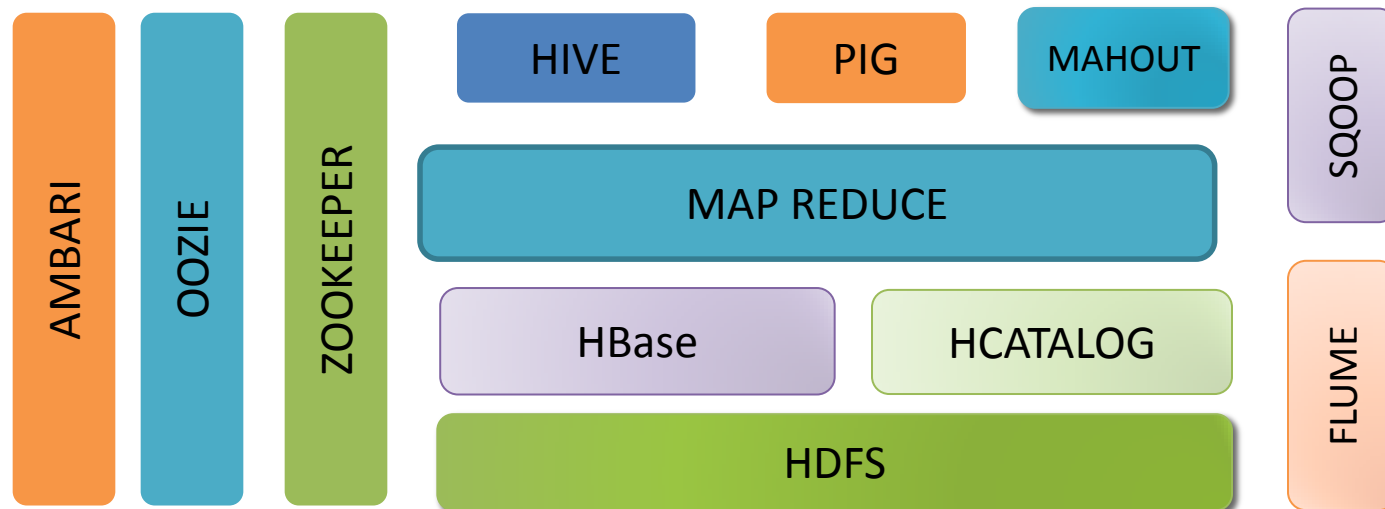 AMBARI
OOZIE
ZOOKEEPER
HIVE
PIG
MAHOUT
MAP REDUCE
HBase
HCATALOG
HDFS
SQOOP
FLUME